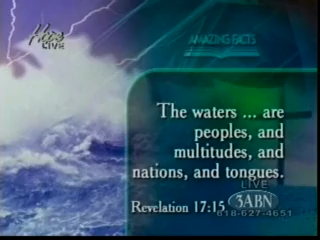 LIVE
AMAZING FACTS
The waters ... are
peoples, and
multitudes, and
nations, and tongues.
Revelation 17:15
LIVE
3ABN
618-627-4651